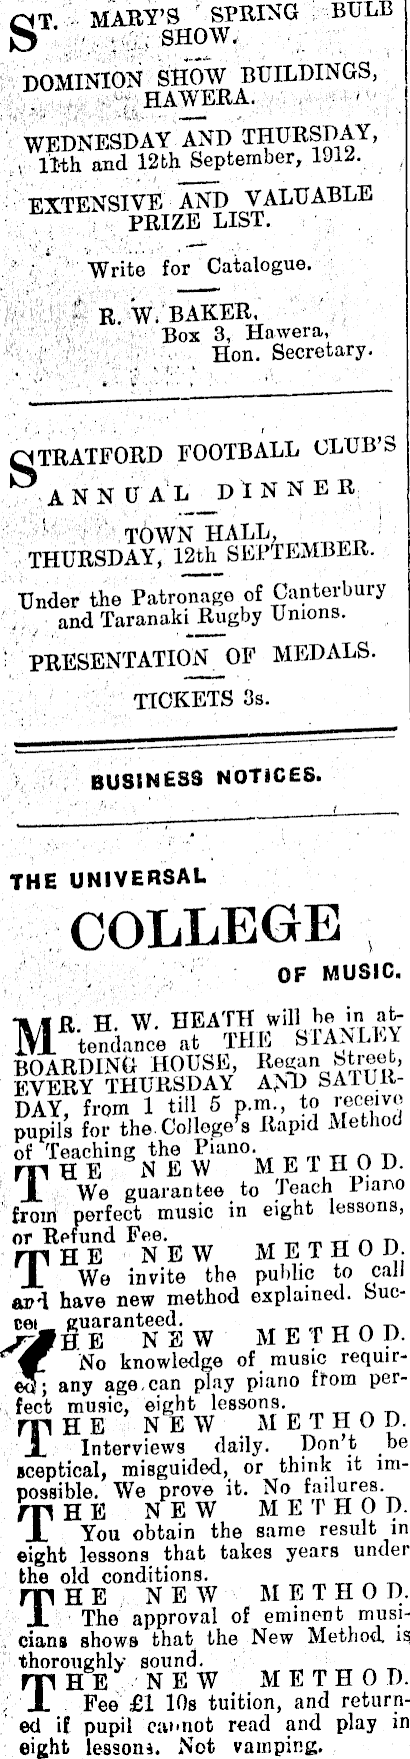 ST. MARY'S SPRING BULB
SHOW.
DOMINION SHOW BUILDINGS,
HAWERA.
WEDNESDAY AND THURSDAY,
11th and 12th September, 1912.
EXTENSIVE AND VALUABLE
PRIZE LIST.
Write for Catalogue.
R. W. BAKER,
Box 3, Hawera,
Hon. Secretary.
STRATFORD FOOTBALL CLUB'S
ANNUAL DINNER
TOWN HALL,
THURSDAY, 12th SEPTEMBER.
Under the Patronage of Canterbury
and Taranaki Rugby Unions.
PRESENTATION OF MEDALS.
TICKETS 3s.
BUSINESS NOTICES.
THE UNIVERSAL
COLLEGE
OF MUSIC.
MR. H. W. HEATH will be in at-
tendance at THE STANLEY
BOARDING HOUSE, Regan Street,
EVERY THURSDAY AND SATUR-
DAY, from 1 till 5 p.m., to receive
pupils for the College's Rapid Method
of Teaching the Piano.
THE NEW METHOD.
We guarantee to Teach Piano
from perfect music in eight lessons,
or Refund Fee.
THE NEW METHOD.
We invite the public to call
and have new method explained. Suc-
guaranteed.
THE NEW METHOD.
No knowledge of music requir-
ed; any age can play piano from per-
fect music, eight lessons.
THE NEW METHOD.
Interviews daily. Don't be
sceptical, misguided, or think it im-
possible. We prove it. No failures.
THE NEW METHOD.
You obtain the same result in
eight lessons that takes years under
the old conditions.
THE NEW METHOD.
The approval of eminent musi-
cians shows that the New Method is
thoroughly sound.
THE NEW METHOD.
Fee £1 10s tuition, and return-
ed if pupil cannot read and play in
eight lessons. Not vamping.